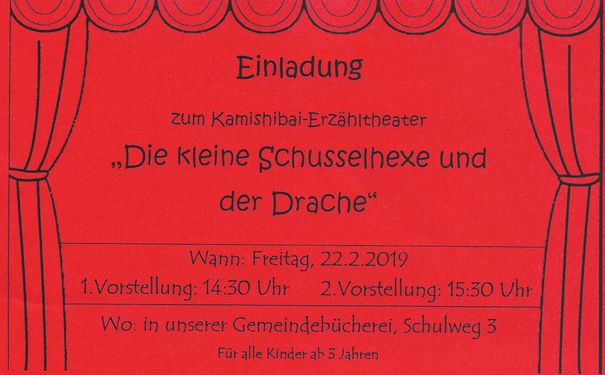 Einladung
zum Kamishibai-Erzähltheater
„Die kleine Schusselhexe und
der Drache“
Wann: Freitag, 22.2.2019
1.Vorstellung: 14:30 Uhr 2.Vorstellung: 15:30 Uhr
Wo: in unserer Gemeindebücherei, Schulweg 3
Für alle Kinder ab 3 Jahren